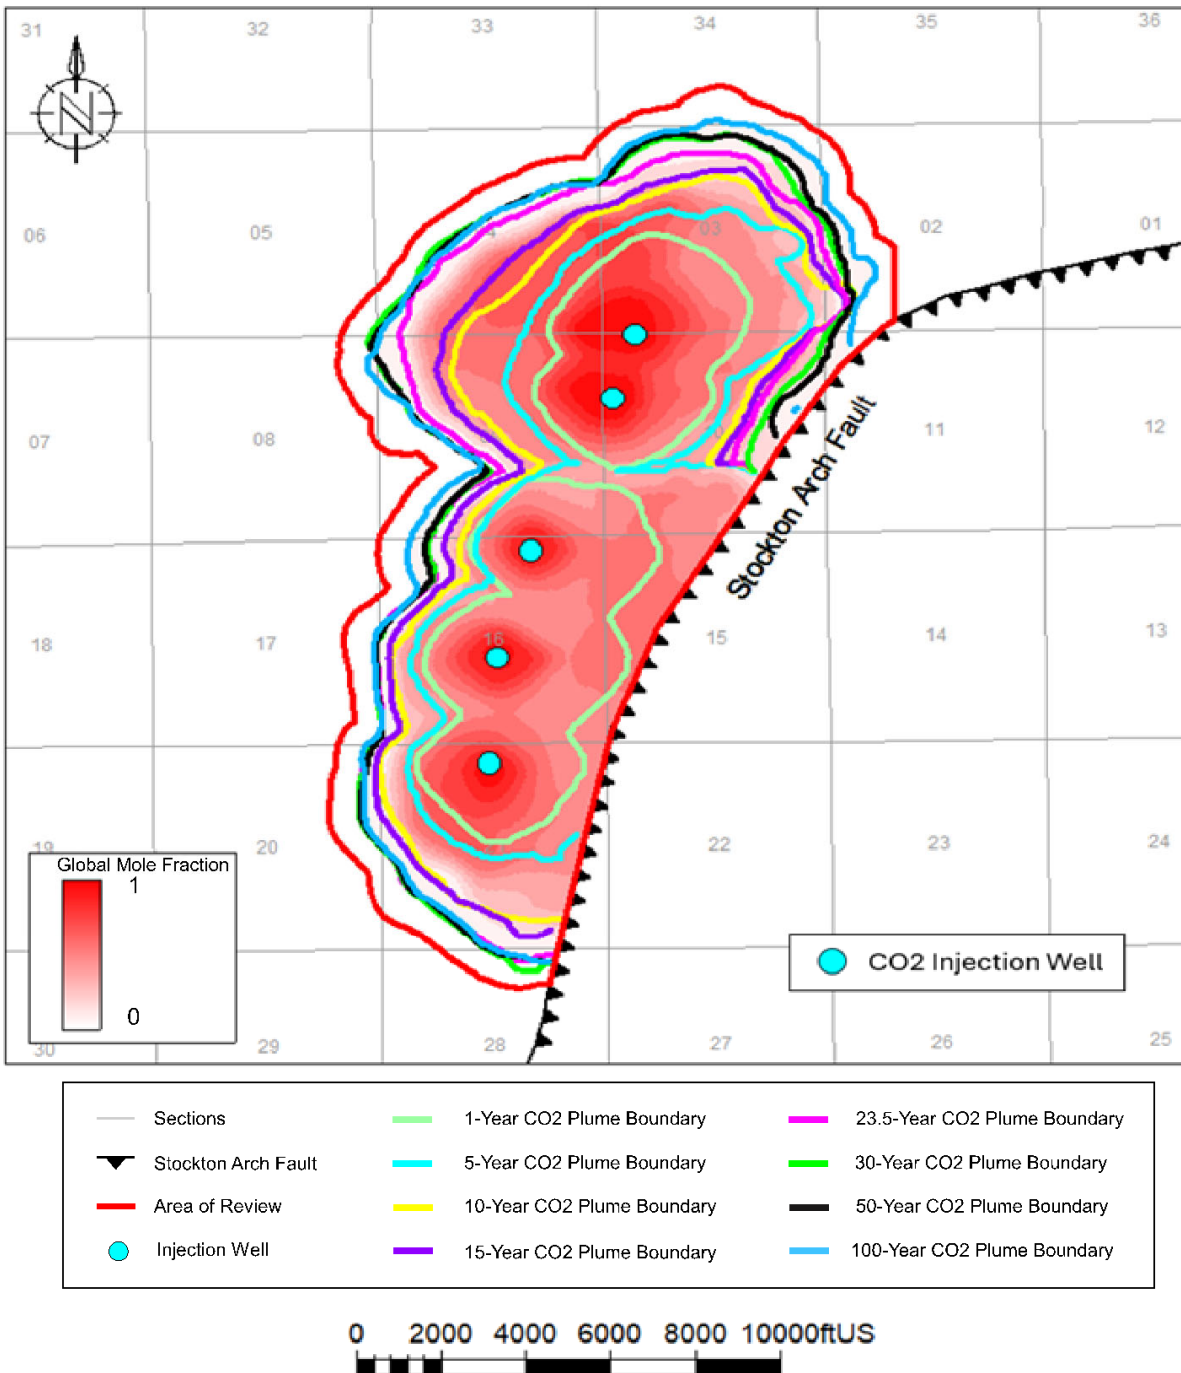 31 32 33 34 35 36
N
06 05 4 03 02 01
07 08 11 12
Stockton Arch Fault
18 17 16 15 14 13
19 20 22 23 24
Global Mole Fraction
1
0
CO2 Injection Well
30 29 28 27 26 25
Sections
Stockton Arch Fault
Area of Review
Injection Well
1-Year CO2 Plume Boundary
5-Year CO2 Plume Boundary
10-Year CO2 Plume Boundary
15-Year CO2 Plume Boundary
23.5-Year CO2 Plume Boundary
30-Year CO2 Plume Boundary
50-Year CO2 Plume Boundary
100-Year CO2 Plume Boundary
0 2000 4000 6000 8000 10000ftUS